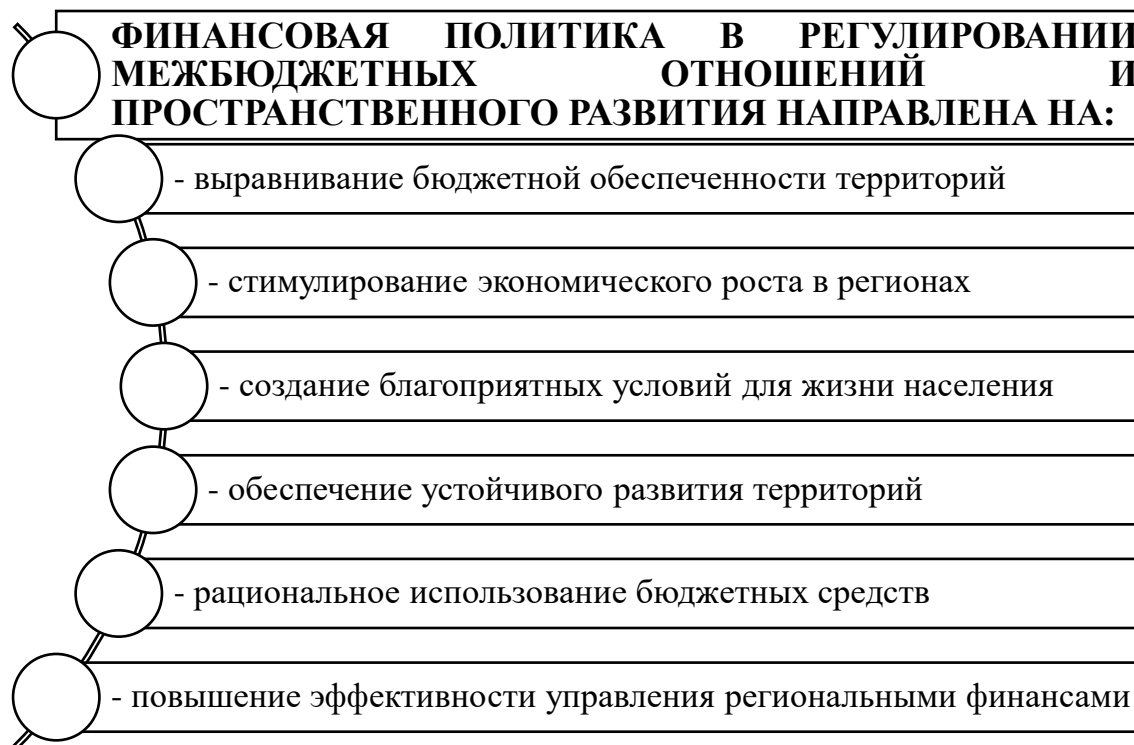 ФИНАНСОВАЯ ПОЛИТИКА В РЕГУЛИРОВАНИИ
МЕЖБЮДЖЕТНЫХ ОТНОШЕНИЙ И
ПРОСТРАНСТВЕННОГО РАЗВИТИЯ НАПРАВЛЕНА НА:
- выравнивание бюджетной обеспеченности территорий
- стимулирование экономического роста в регионах
- создание благоприятных условий для жизни населения
- обеспечение устойчивого развития территорий
- рациональное использование бюджетных средств
- повышение эффективности управления региональными финансами